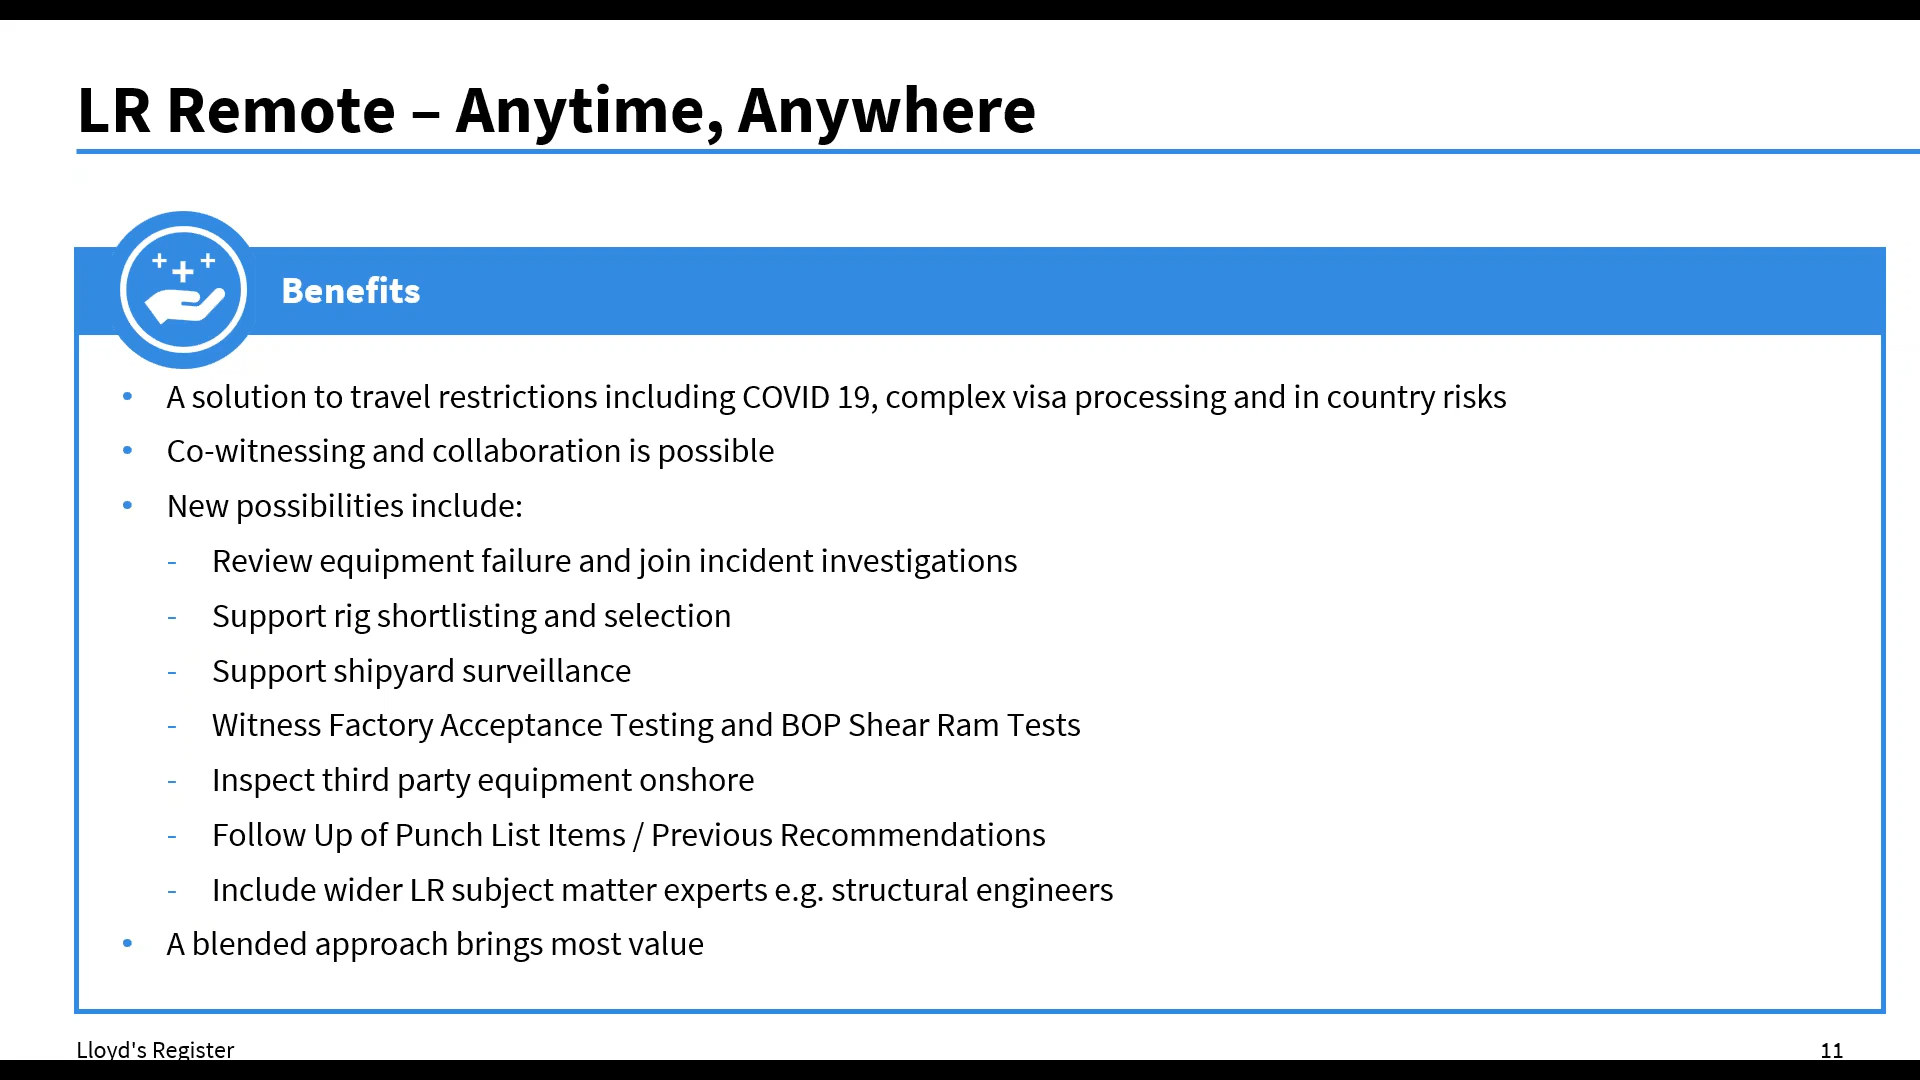 LR Remote – Anytime, Anywhere
Benefits
• A solution to travel restrictions including COVID 19, complex visa processing and in country risks
• Co-witnessing and collaboration is possible
• New possibilities include:
- Review equipment failure and join incident investigations
- Support rig shortlisting and selection
- Support shipyard surveillance
- Witness Factory Acceptance Testing and BOP Shear Ram Tests
- Inspect third party equipment onshore
- Follow Up of Punch List Items / Previous Recommendations
- Include wider LR subject matter experts e.g. structural engineers
• A blended approach brings most value
Lloyd's Register
11